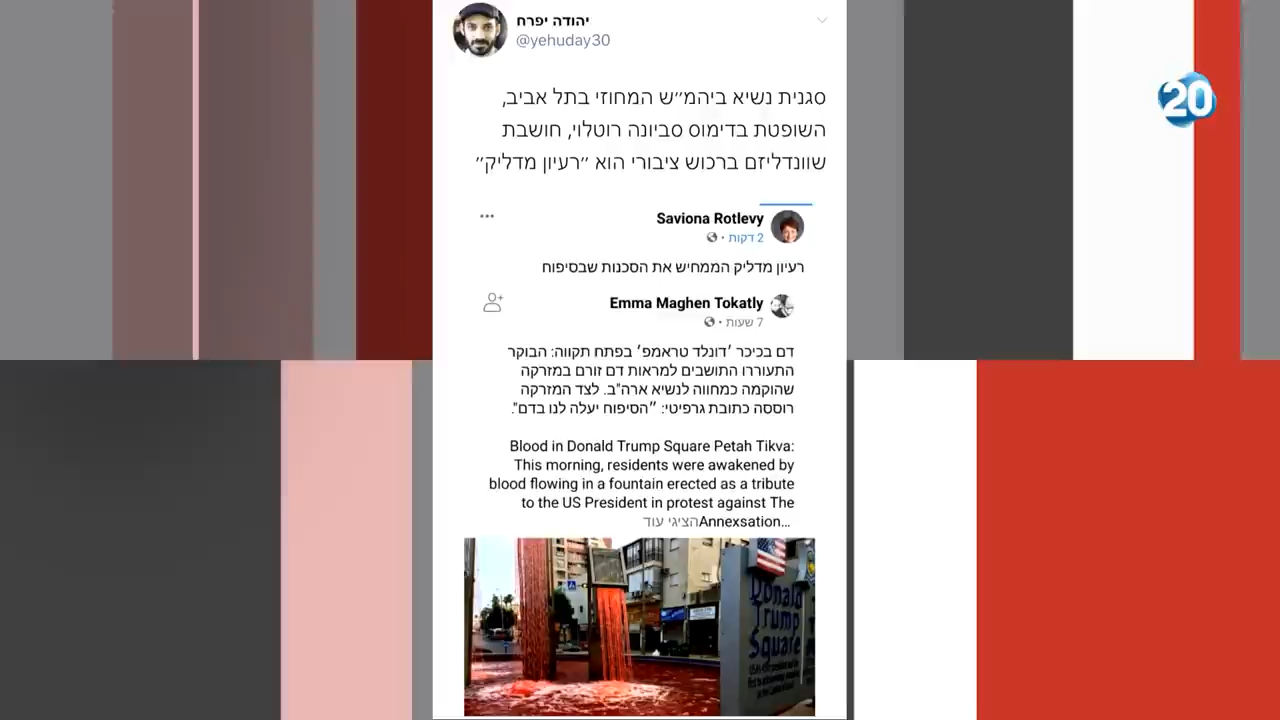 יהודה יפרח
@yehuday30
20
סגנית נשיא ביהמ״ש המחוזי בתל אביב,
השופטת בדימוס סביונה רוטלוי, חושבת
שוונדליזם ברכוש ציבורי הוא ״רעיון מדליק״
Saviona Rotlevy
2 דקות ·
רעיון מדליק הממחיש את הסכנות שבסיפוח
Emma Maghen Tokatly
7 שעות ·
דם בכיכר ׳דונלד טראמפ׳ בפתח תקווה: הבוקר
התעוררו התושבים למראות דם זורם במזרקה
שהוקמה כמחווה לנשיא ארה"ב. לצד המזרקה
רוססה כתובת גרפיטי: ״הסיפוח יעלה לנו בדם".
Blood in Donald Trump Square Petah Tikva:
This morning, residents were awakened by
blood flowing in a fountain erected as a tribute
to the US President in protest against The
Annexsation... הציגי עוד
Donald
Trump
Square